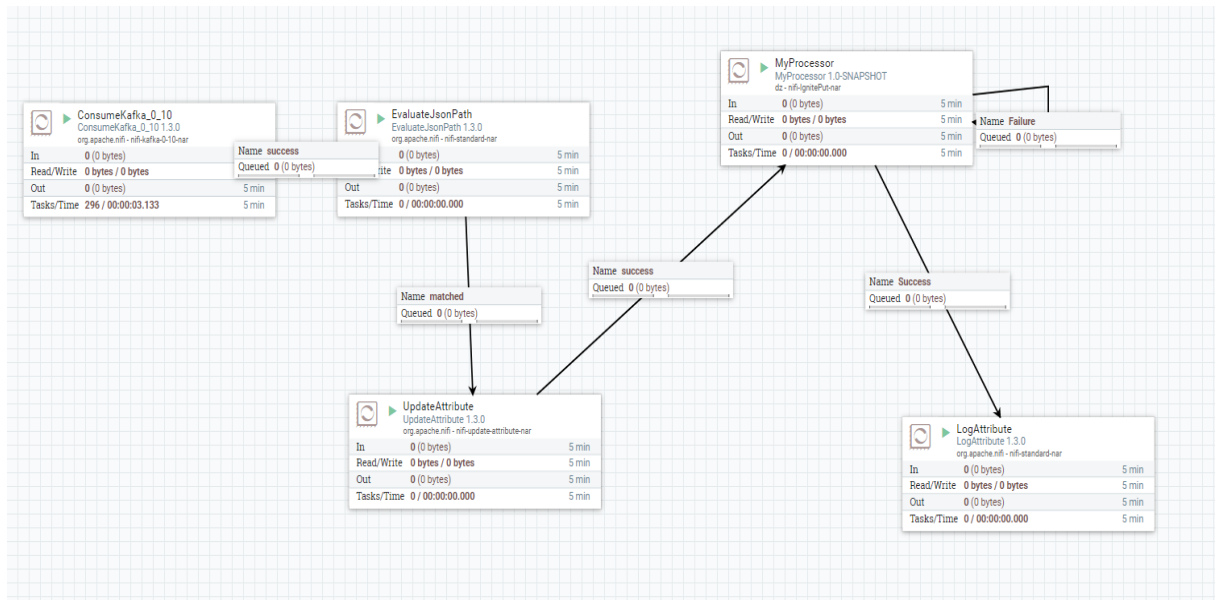 ConsumeKafka_0_10
ConsumeKafka_0_10 1.3.0
org.apache.nifi - nifi-kafka-0-10-nar
In 0 (0 bytes)
Read/Write 0 bytes / 0 bytes
Out 0 (0 bytes) 5 min
Tasks/Time 296 / 00:00:03.133 5 min
Name success
Queued 0 (0 bytes)
EvaluateJsonPath
EvaluateJsonPath 1.3.0
org.apache.nifi - nifi-standard-nar
0 (0 bytes) 5 min
rite 0 bytes / 0 bytes 5 min
Out 0 (0 bytes) 5 min
Tasks/Time 0 / 00:00:00.000 5 min
MyProcessor
MyProcessor 1.0-SNAPSHOT
dz - nifi-IgnitePut-nar
In 0 (0 bytes) 5 min
Read/Write 0 bytes / 0 bytes 5 min
Out 0 (0 bytes) 5 min
Tasks/Time 0 / 00:00:00.000 5 min
Name Failure
Queued 0 (0 bytes)
Name matched
Queued 0 (0 bytes)
Name success
Queued 0 (0 bytes)
Name Success
Queued 0 (0 bytes)
UpdateAttribute
UpdateAttribute 1.3.0
org.apache.nifi - nifi-update-attribute-nar
In 0 (0 bytes) 5 min
Read/Write 0 bytes / 0 bytes 5 min
Out 0 (0 bytes) 5 min
Tasks/Time 0 / 00:00:00.000 5 min
LogAttribute
LogAttribute 1.3.0
org.apache.nifi - nifi-standard-nar
In 0 (0 bytes) 5 min
Read/Write 0 bytes / 0 bytes 5 min
Out 0 (0 bytes) 5 min
Tasks/Time 0 / 00:00:00.000 5 min